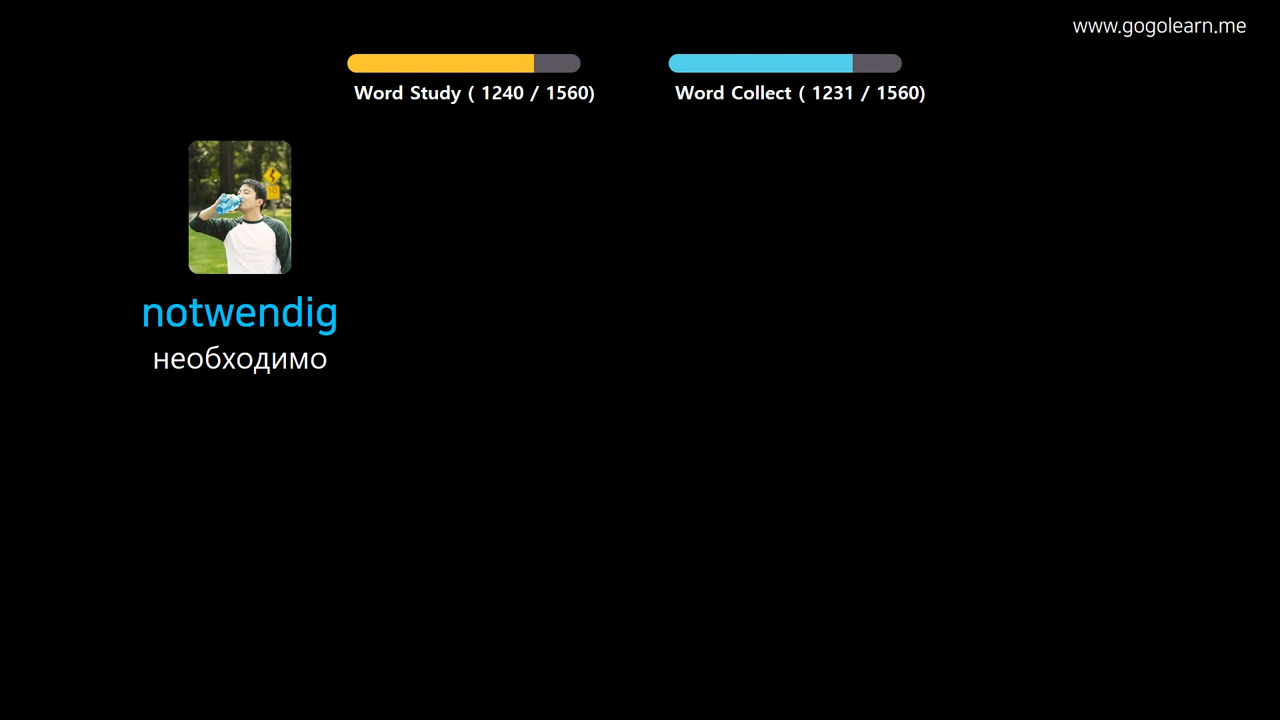 www.gogolearn.me
Word Study ( 1240 / 1560)
Word Collect ( 1231 / 1560)
notwendig
необходимо